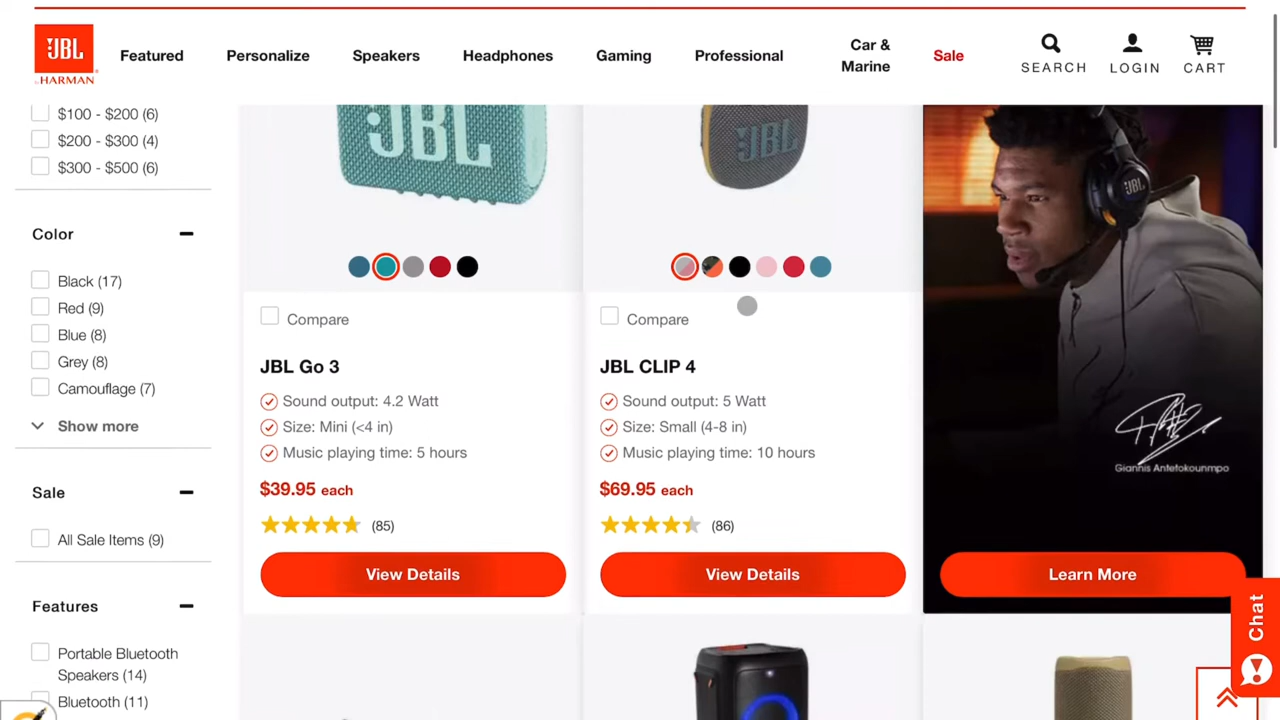 JBL
by HARMAN
Featured
Personalize
Speakers
Headphones
Gaming
Professional
Car &
Marine
Sale
SEARCH
LOGIN
CART
$100 - $200 (6)
$200 - $300 (4)
$300 - $500 (6)
Color
Black (17)
Red (9)
Blue (8)
Grey (8)
Camouflage (7)
Show more
Sale
All Sale Items (9)
Features
Portable Bluetooth
Speakers (14)
Bluetooth (11)
JBL
Compare
JBL Go 3
Sound output: 4.2 Watt
Size: Mini (<4 in)
Music playing time: 5 hours
$39.95 each
(85)
View Details
JBL
Compare
JBL CLIP 4
Sound output: 5 Watt
Size: Small (4-8 in)
Music playing time: 10 hours
$69.95 each
(86)
View Details
JBL
Giannis Antetokounmpo
Learn More
Chat